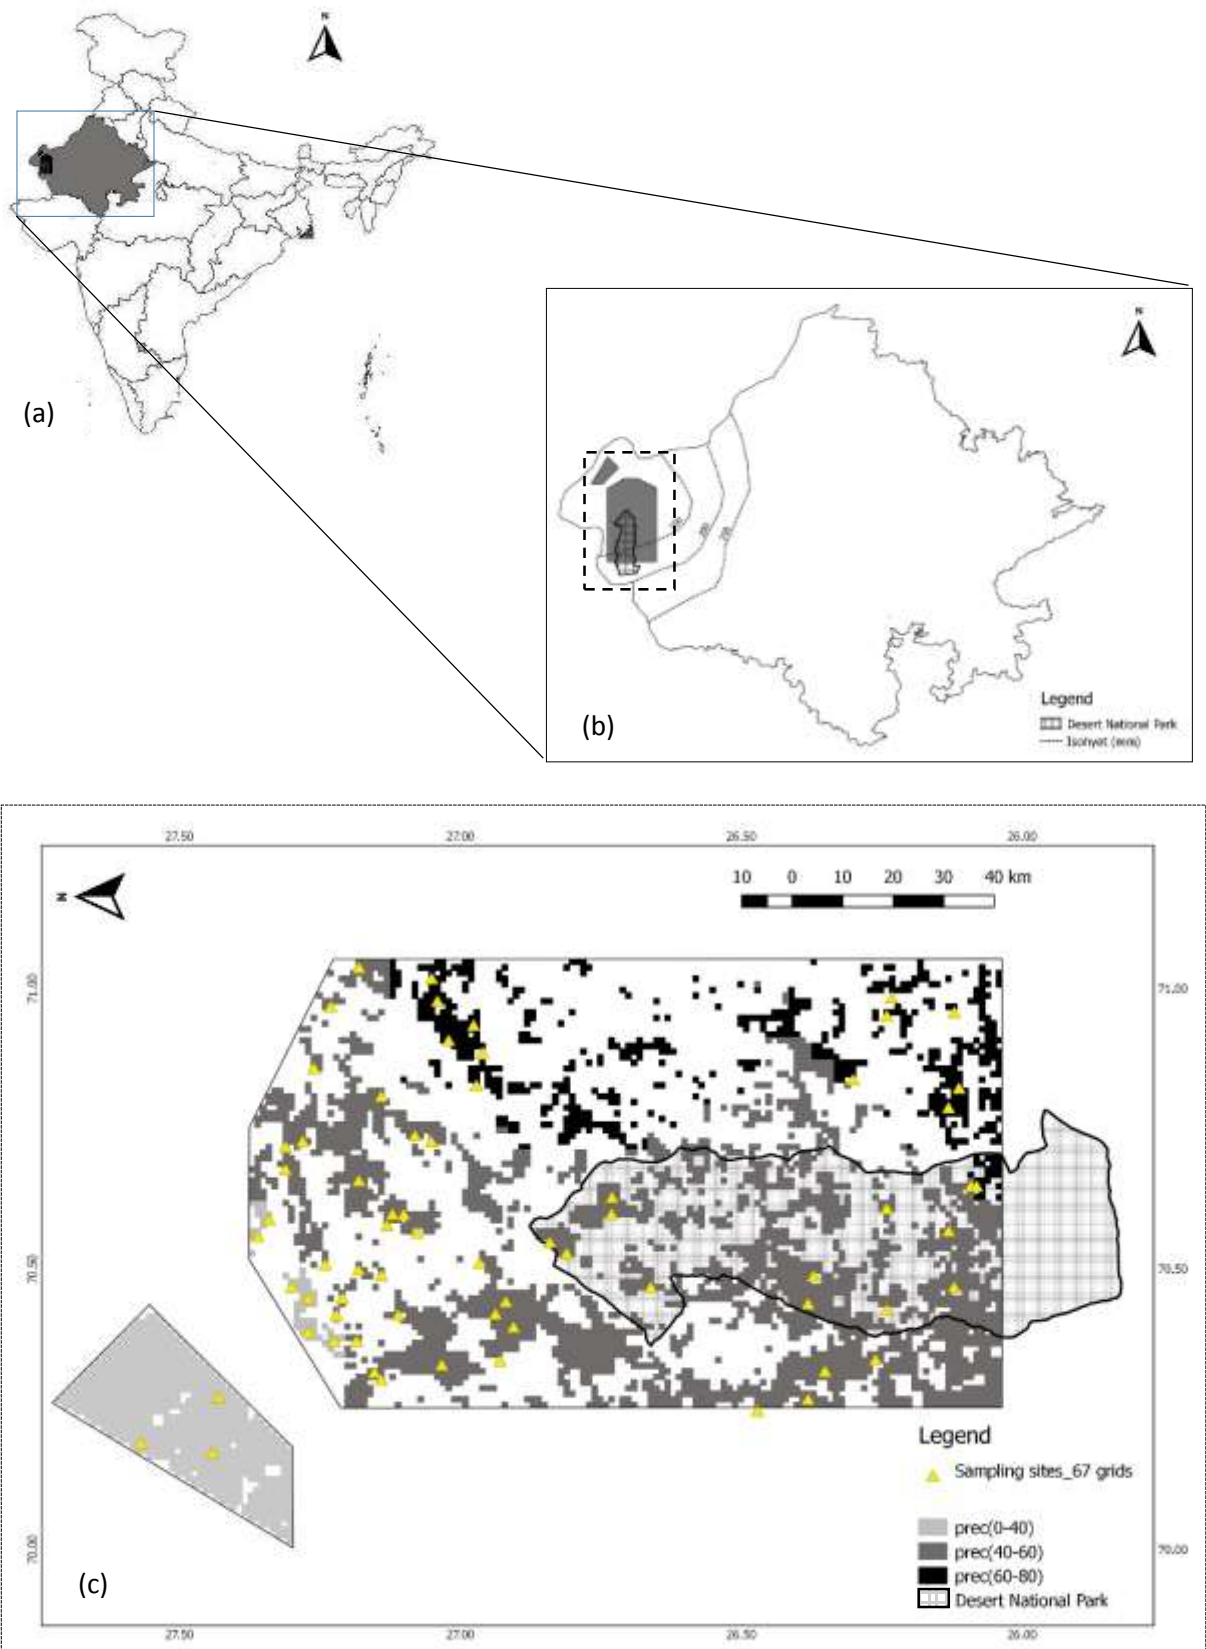 N
(a)
N
Legend
Desert National Park
Isohyet (mm)
(b)
27.50 27.00 26.50 26.00
N
10 0 10 20 30 40 km
71.00 71.00
70.50 70.50
Legend
Sampling sites_67 grids
prec(0-40)
prec(40-60)
prec(60-80)
Desert National Park
70.00 70.00
(c)
27.50 27.00 26.50 26.00